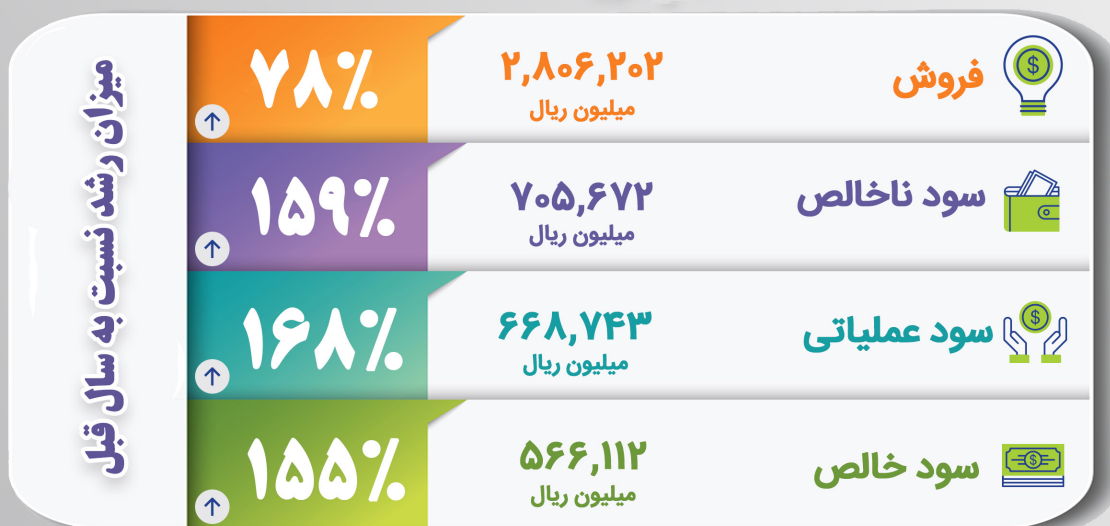 فروش
۲,۸۰۶,۲۰۲
میلیون ریال
۷۸%
سود ناخالص
۷۰۵,۶۷۲
میلیون ریال
۱۵۹%
سود عملیاتی
۶۶۸,۷۴۳
میلیون ریال
۱۶۸%
سود خالص
۵۶۶,۱۱۲
میلیون ریال
۱۵۵%
میزان رشد نسبت به سال قبل